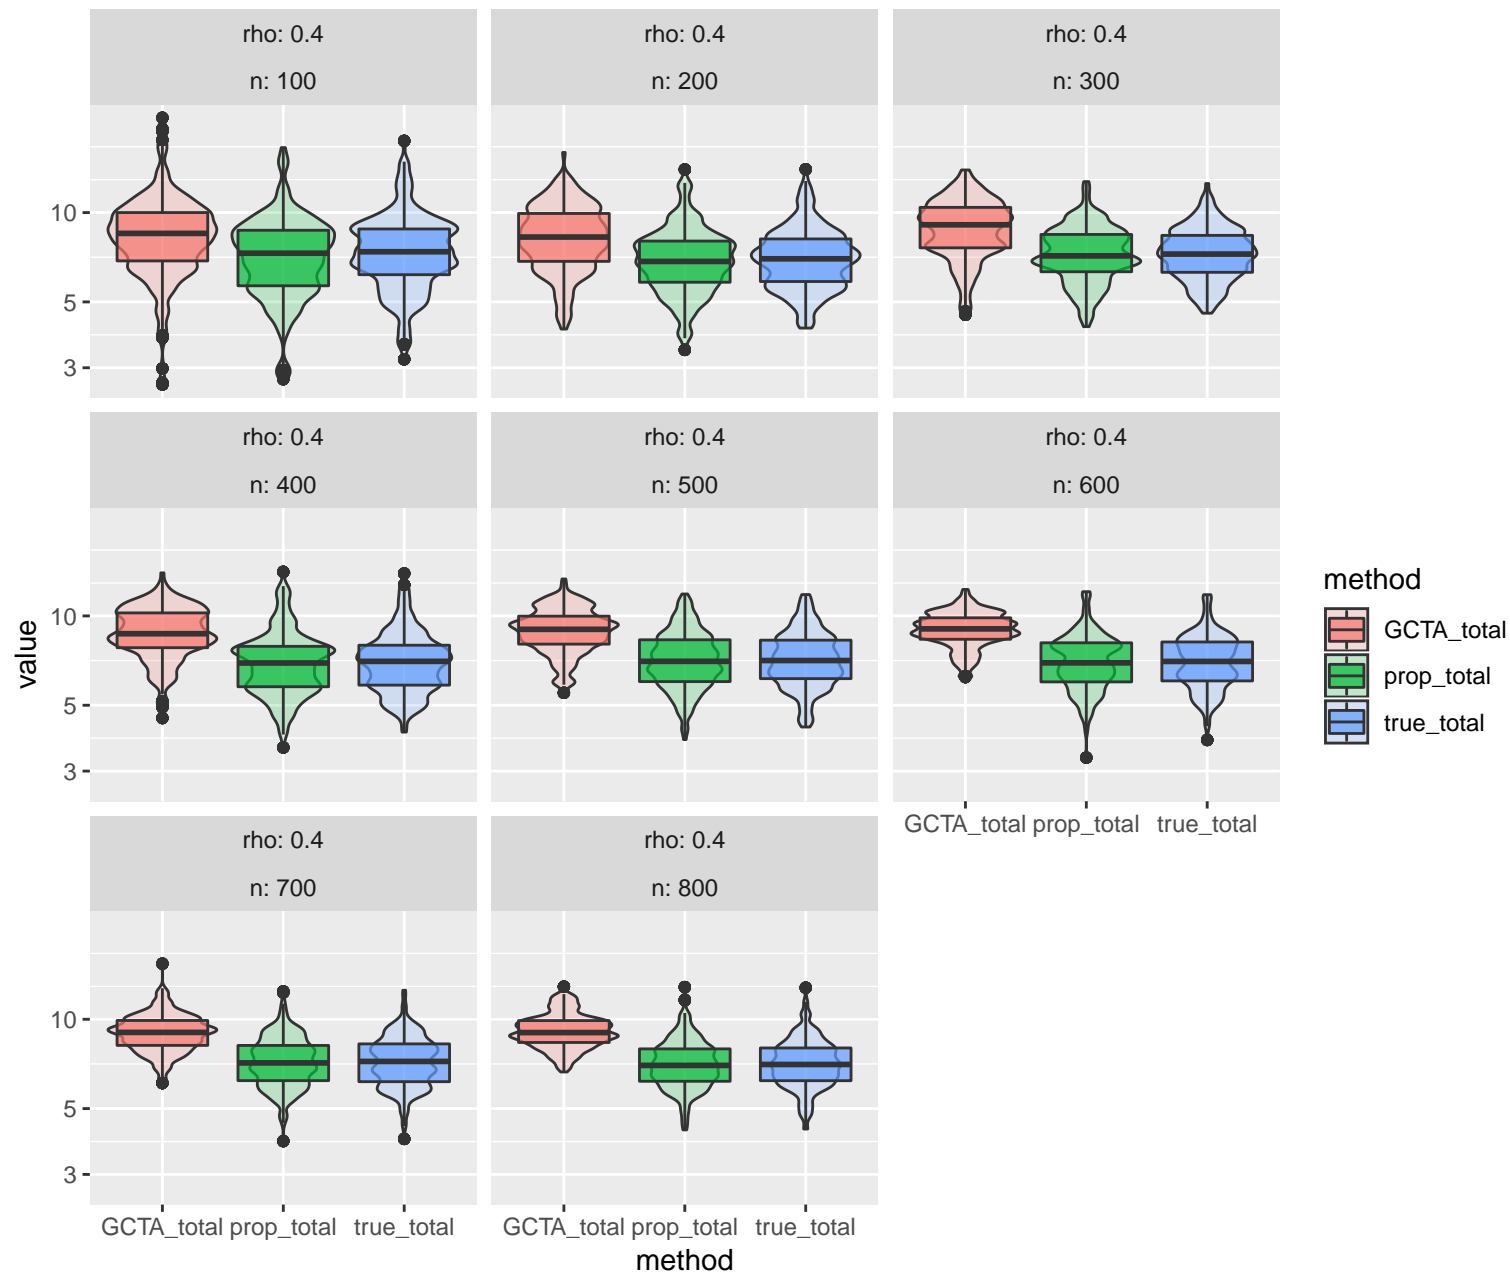 rho: 0.4
n: 100
rho: 0.4
n: 200
rho: 0.4
n: 300
10
5
3
rho: 0.4
n: 400
rho: 0.4
n: 500
rho: 0.4
n: 600
10
5
3
GCTA_total prop_total true_total
rho: 0.4
n: 700
rho: 0.4
n: 800
10
5
3
GCTA_total prop_total true_total
GCTA_total prop_total true_total
method
value
method
GCTA_total
prop_total
true_total